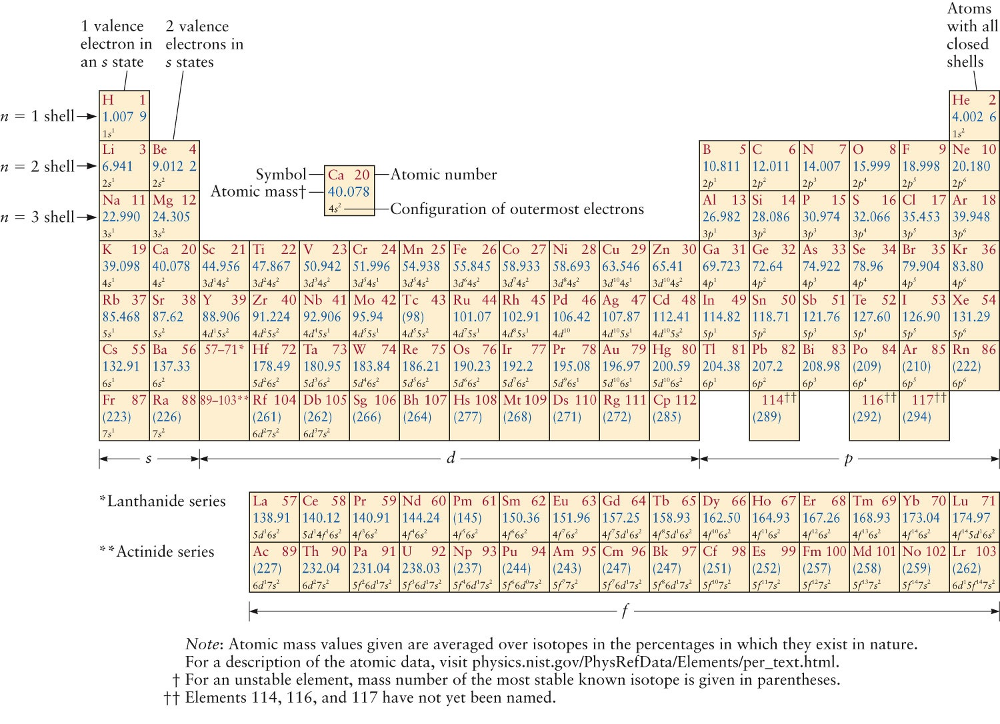 1 valence
electron in
an s state
2 valence
electrons in
s states
Atoms
with all
closed
shells
n = 1 shell
H 1 He 2
1.007 9 4.002 6
1s¹ 1s²
n = 2 shell
Li 3 Be 4 B 5 C 6 N 7 O 8 F 9 Ne 10
6.941 9.012 2 10.811 12.011 14.007 15.999 18.998 20.180
2s¹ 2s² 2p¹ 2p² 2p³ 2p⁴ 2p⁵ 2p⁶
Symbol
Atomic mass†
Ca 20
40.078
4s²
Atomic number
Configuration of outermost electrons
n = 3 shell
Na 11 Mg 12 Al 13 Si 14 P 15 S 16 Cl 17 Ar 18
22.990 24.305 26.982 28.086 30.974 32.066 35.453 39.948
3s¹ 3s² 3p¹ 3p² 3p³ 3p⁴ 3p⁵ 3p⁶
K 19 Ca 20 Sc 21 Ti 22 V 23 Cr 24 Mn 25 Fe 26 Co 27 Ni 28 Cu 29 Zn 30 Ga 31 Ge 32 As 33 Se 34 Br 35 Kr 36
39.098 40.078 44.956 47.867 50.942 51.996 54.938 55.845 58.933 58.693 63.546 65.41 69.723 72.64 74.922 78.96 79.904 83.80
4s¹ 4s² 3d¹4s² 3d²4s² 3d³4s² 3d⁵4s¹ 3d⁵4s² 3d⁶4s² 3d⁷4s² 3d⁸4s² 3d¹⁰4s¹ 3d¹⁰4s² 4p¹ 4p² 4p³ 4p⁴ 4p⁵ 4p⁶
Rb 37 Sr 38 Y 39 Zr 40 Nb 41 Mo 42 Tc 43 Ru 44 Rh 45 Pd 46 Ag 47 Cd 48 In 49 Sn 50 Sb 51 Te 52 I 53 Xe 54
85.468 87.62 88.906 91.224 92.906 95.94 (98) 101.07 102.91 106.42 107.87 112.41 114.82 118.71 121.76 127.60 126.90 131.29
5s¹ 5s² 4d¹5s² 4d²5s² 4d⁴5s¹ 4d⁵5s¹ 4d⁵5s² 4d⁷5s¹ 4d⁸5s¹ 4d¹⁰ 4d¹⁰5s¹ 4d¹⁰5s² 5p¹ 5p² 5p³ 5p⁴ 5p⁵ 5p⁶
Cs 55 Ba 56 57–71* Hf 72 Ta 73 W 74 Re 75 Os 76 Ir 77 Pr 78 Au 79 Hg 80 Tl 81 Pb 82 Bi 83 Po 84 Ar 85 Rn 86
132.91 137.33 178.49 180.95 183.84 186.21 190.23 192.2 195.08 196.97 200.59 204.38 207.2 208.98 (209) (210) (222)
6s¹ 6s² 5d²6s² 5d³6s² 5d⁴6s² 5d⁵6s² 5d⁶6s² 5d⁷6s² 5d⁹6s¹ 5d¹⁰6s¹ 5d¹⁰6s² 6p¹ 6p² 6p³ 6p⁴ 6p⁵ 6p⁶
Fr 87 Ra 88 89–103** Rf 104 Db 105 Sg 106 Bh 107 Hs 108 Mt 109 Ds 110 Rg 111 Cp 112 114†† 116†† 117††
(223) (226) (261) (262) (266) (264) (277) (268) (271) (272) (285) (289) (292) (294)
7s¹ 7s² 6d²7s² 6d³7s²
s d p
*Lanthanide series
La 57 Ce 58 Pr 59 Nd 60 Pm 61 Sm 62 Eu 63 Gd 64 Tb 65 Dy 66 Ho 67 Er 68 Tm 69 Yb 70 Lu 71
138.91 140.12 140.91 144.24 (145) 150.36 151.96 157.25 158.93 162.50 164.93 167.26 168.93 173.04 174.97
5d¹6s² 5d¹4f¹6s² 4f³6s² 4f⁴6s² 4f⁵6s² 4f⁶6s² 4f⁷6s² 4f⁷5d¹6s² 4f⁸5d¹6s² 4f¹⁰6s² 4f¹¹6s² 4f¹²6s² 4f¹³6s² 4f¹⁴6s² 4f¹⁴5d¹6s²
**Actinide series
Ac 89 Th 90 Pa 91 U 92 Np 93 Pu 94 Am 95 Cm 96 Bk 97 Cf 98 Es 99 Fm 100 Md 101 No 102 Lr 103
(227) 232.04 231.04 238.03 (237) (244) (243) (247) (247) (251) (252) (257) (258) (259) (262)
6d¹7s² 6d²7s² 5f²6d¹7s² 5f³6d¹7s² 5f⁴6d¹7s² 5f⁶6d⁰7s² 5f⁷7s² 5f⁷6d¹7s² 5f⁸6d¹7s² 5f¹⁰7s² 5f¹¹7s² 5f¹²7s² 5f¹³7s² 5f¹⁴7s² 6d¹5f¹⁴7s²
f
Note: Atomic mass values given are averaged over isotopes in the percentages in which they exist in nature.
For a description of the atomic data, visit physics.nist.gov/PhysRefData/Elements/per_text.html.
† For an unstable element, mass number of the most stable known isotope is given in parentheses.
†† Elements 114, 116, and 117 have not yet been named.